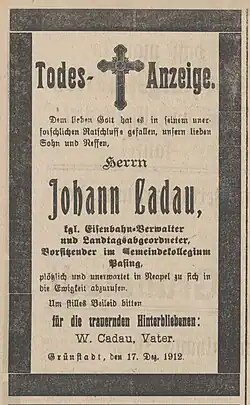 Todes-Anzeige.
Dem lieben Gott hat es in seinem uner-
forschlichen Ratschlusse gefallen, unsern lieben
Sohn und Neffen,
Herrn
Johann Cadau,
kgl. Eisenbahn-Verwalter
und Landtagsabgeordneter,
Vorsitzender im Gemeindekollegium
Pasing,
plötzlich und unerwartet in Neapel zu sich in
die Ewigkeit abzurufen.
Um stilles Beileid bitten
für die trauernden Hinterbliebenen:
W. Cadau, Vater.
Grünstadt, den 17. Dez. 1912.